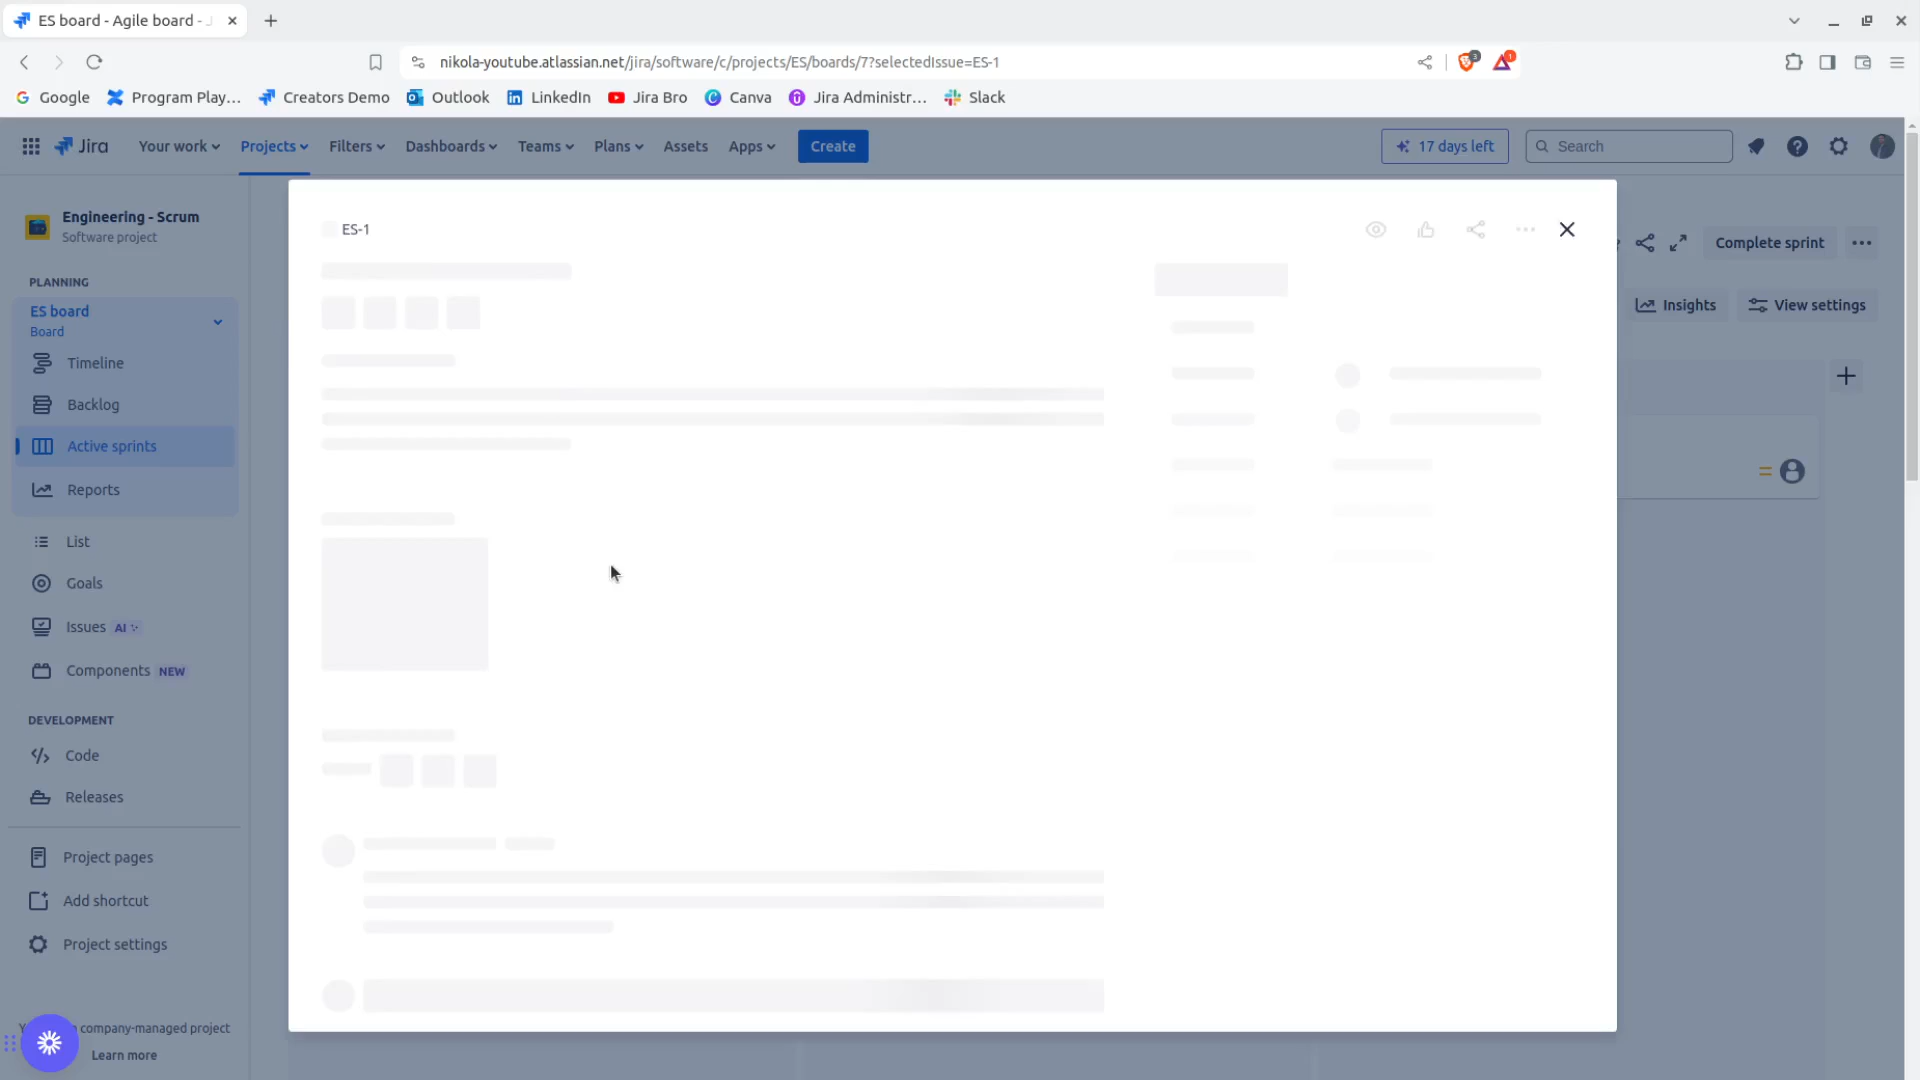 ES board - Agile board - J
nikola-youtube.atlassian.net/jira/software/c/projects/ES/boards/7?selectedIssue=ES-1
3
1
Google
Program Play...
Creators Demo
Outlook
LinkedIn
Jira Bro
Canva
Jira Administr...
Slack
Jira
Your work
Projects
Filters
Dashboards
Teams
Plans
Assets
Apps
Create
17 days left
Search
Engineering - Scrum
Software project
PLANNING
ES board
Board
Timeline
Backlog
Active sprints
Reports
List
Goals
Issues AI
Components NEW
DEVELOPMENT
Code
Releases
Project pages
Add shortcut
Project settings
company-managed project
Learn more
ES-1
Complete sprint
Insights
View settings